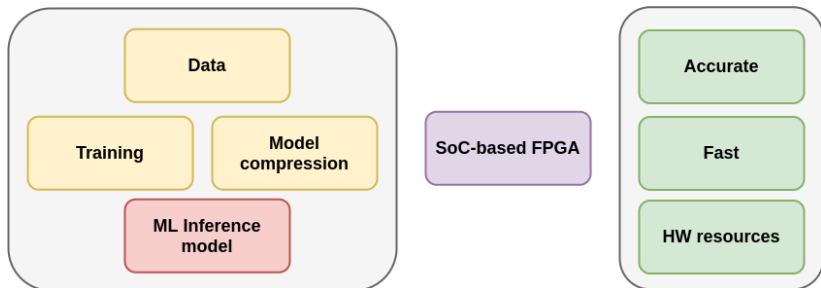 Data
Training
Model
compression
ML Inference
model
SoC-based FPGA
Accurate
Fast
HW resources